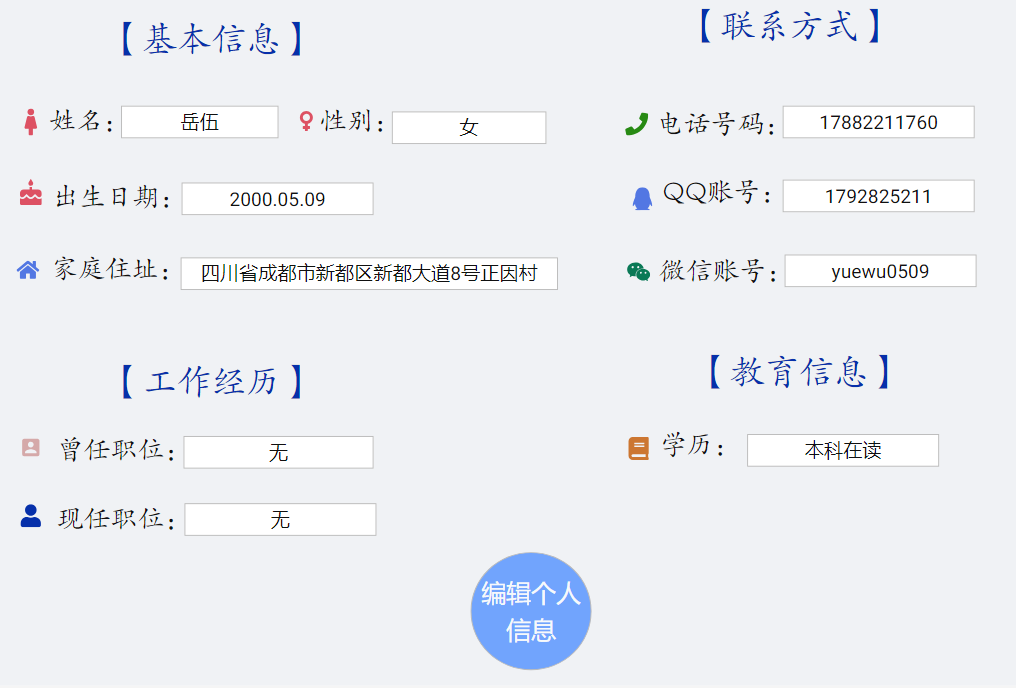 【基本信息】
姓名：岳伍 性别：女
出生日期：2000.05.09
家庭住址：四川省成都市新都区新都大道8号正因村
【联系方式】
电话号码：17882211760
QQ账号：1792825211
微信账号：yuewu0509
【工作经历】
曾任职位：无
现任职位：无
【教育信息】
学历：本科在读
编辑个人
信息